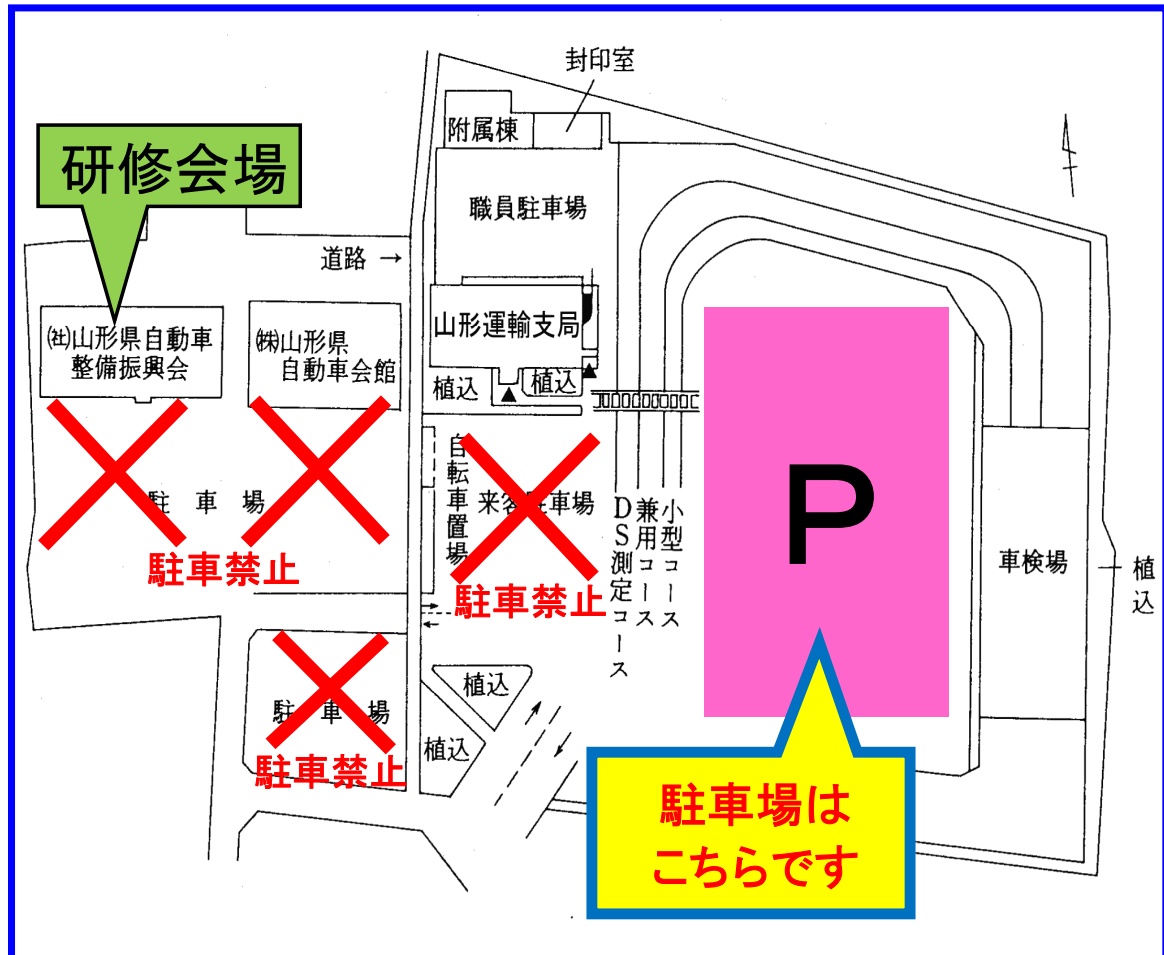 封印室
附属棟
研修会場
職員駐車場
道路 →
(社)山形県自動車
整備振興会
(株)山形県
自動車会館
山形運輸支局
植込
植込
自転車置場
来客駐車場
駐車場
駐車禁止
駐車禁止
DS測定コース
兼用コース
小型コース
P
車検場
植込
植込
植込
駐車場
駐車禁止
駐車場は
こちらです